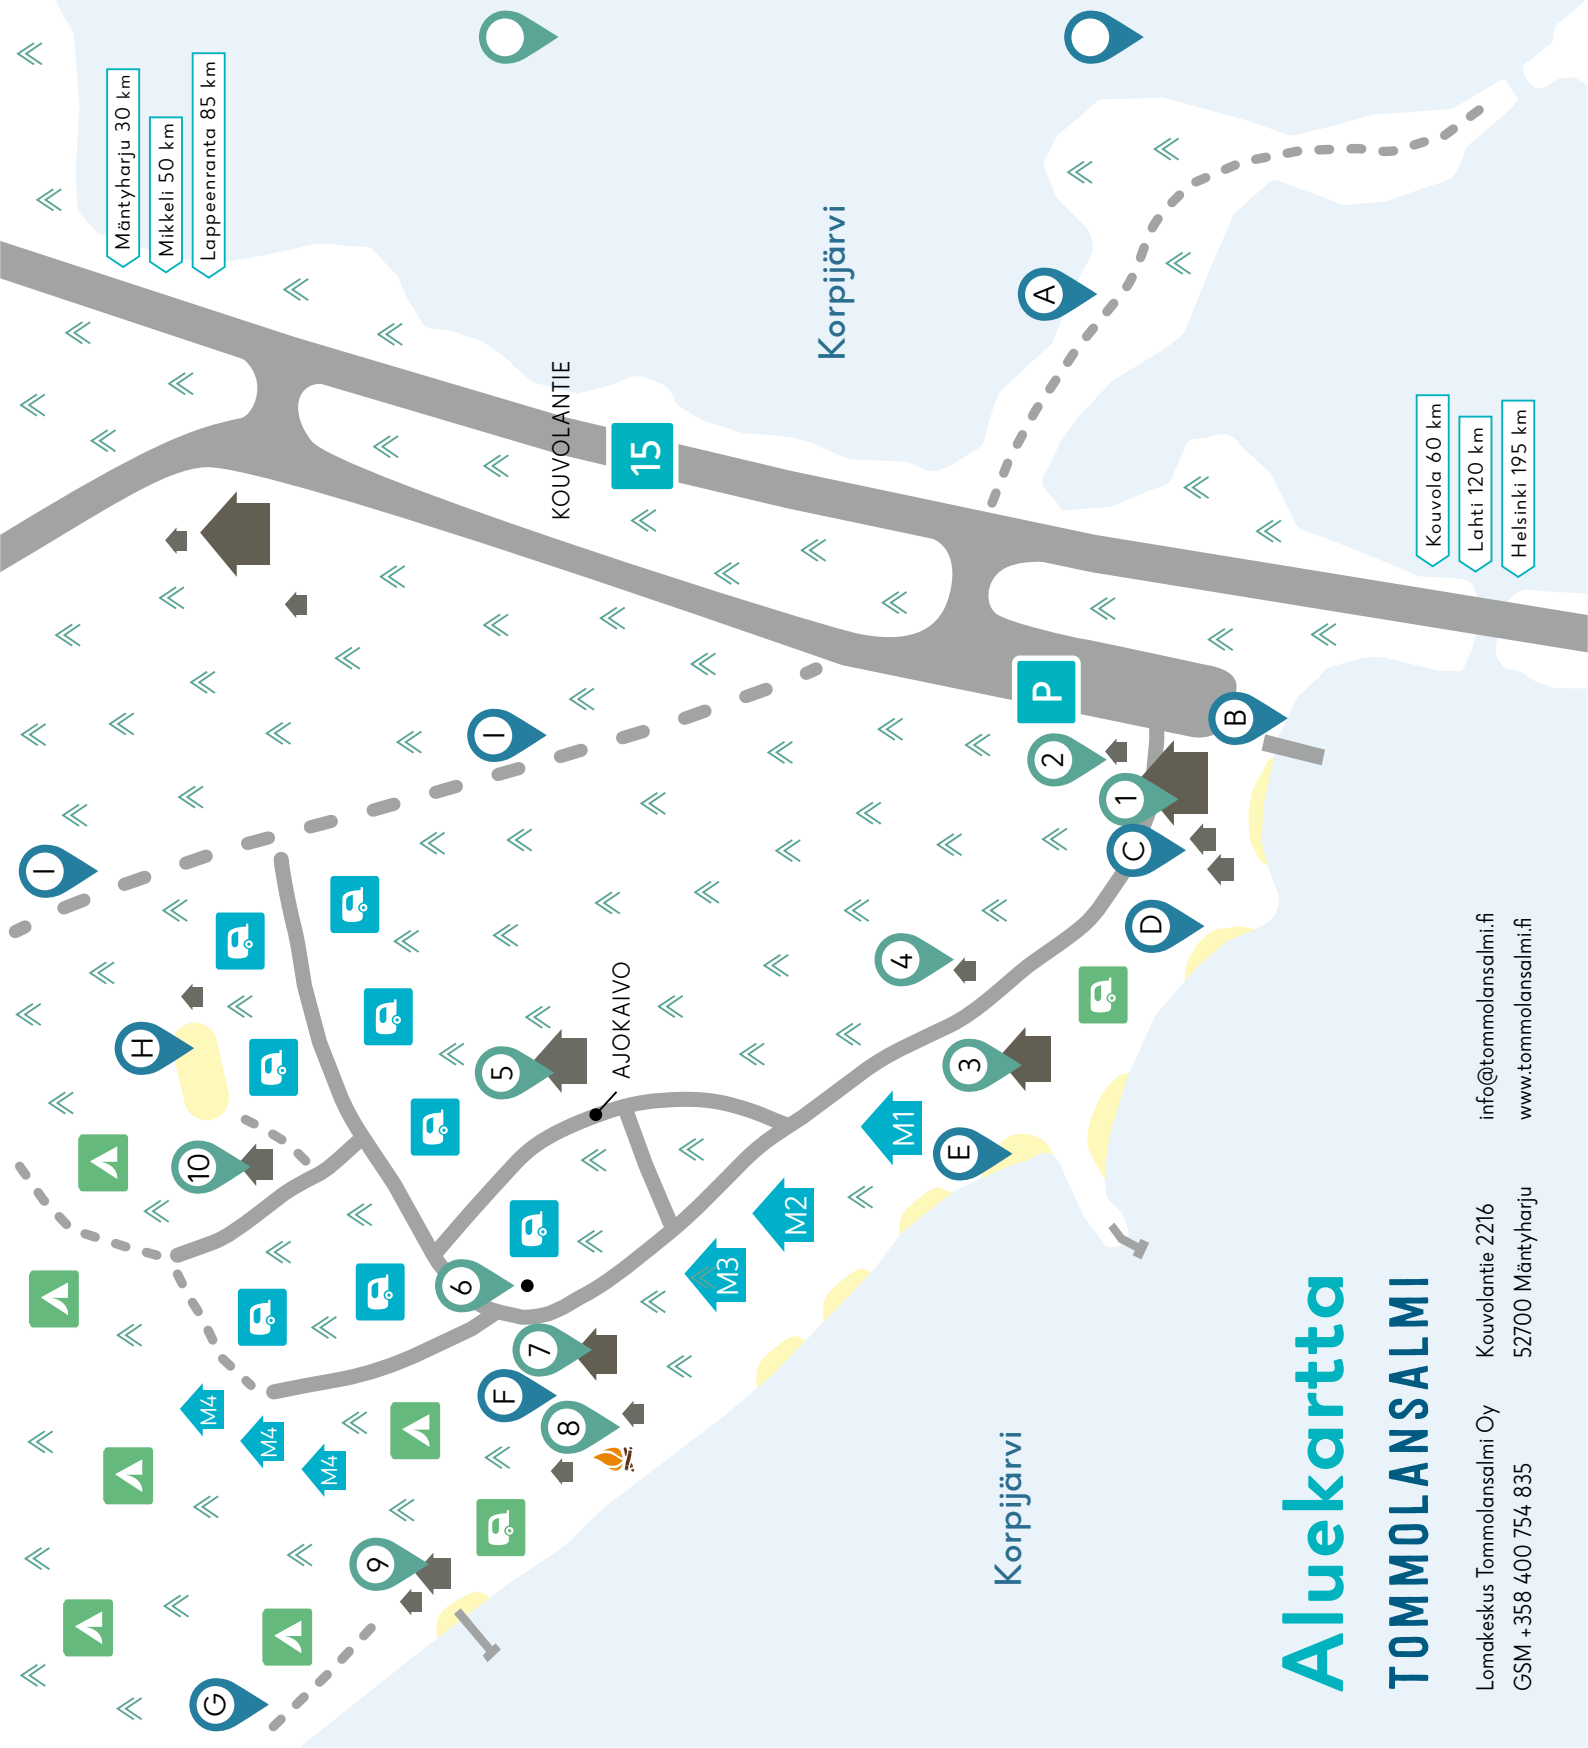 Mäntyharju 30 km
Mikkeli 50 km
Lappeenranta 85 km
KOUVOLANTIE
15
Korpijärvi
A
Kouvola 60 km
Lahti 120 km
Helsinki 195 km
I
I
P
B
2
1
C
D
4
3
H
10
5
AJOKAIVO
M1
E
M2
M3
6
7
F
8
M4
M4
M4
9
G
Korpijärvi
Aluekartta
TOMMOLANSALMI
Lomakeskus Tommolansalmi Oy
GSM +358 400 754 835
Kouvolantie 2216
52700 Mäntyharju
info@tommolansalmi.fi
www.tommolansalmi.fi